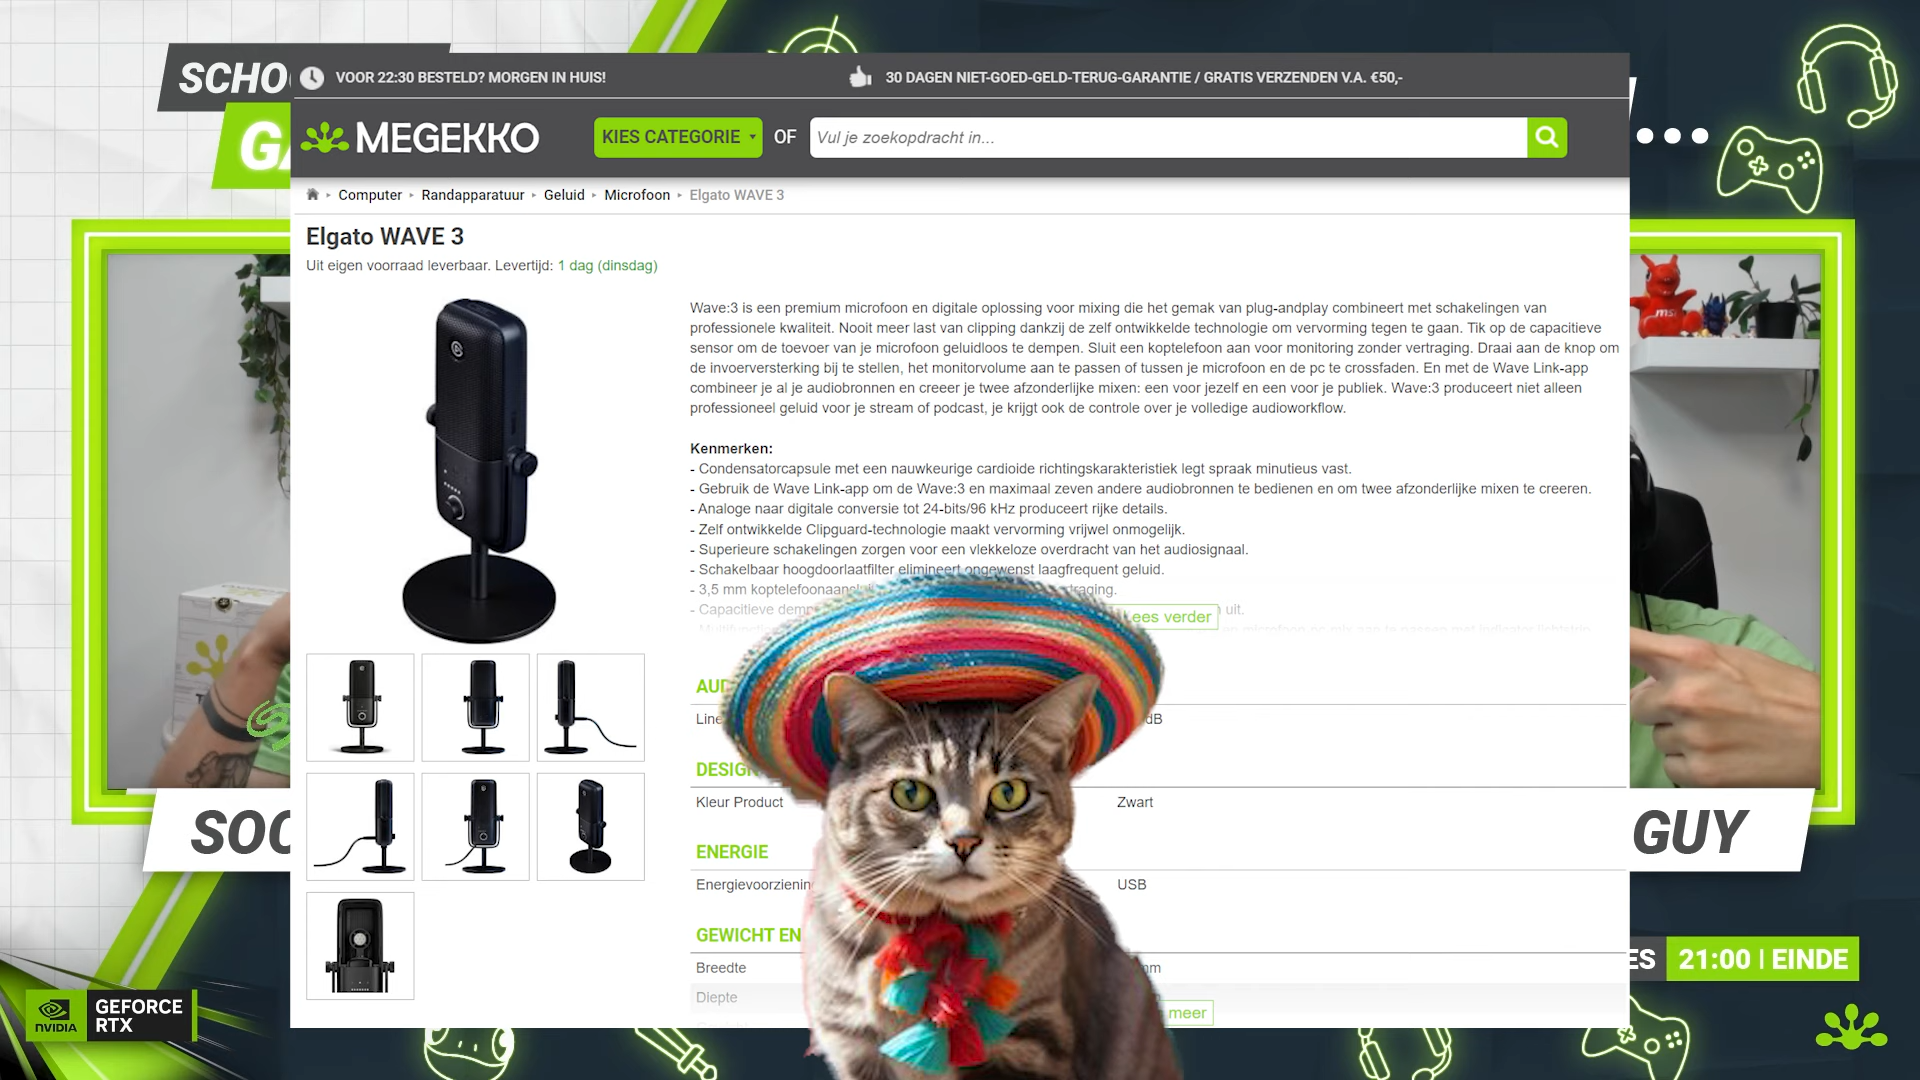 SCHO
VOOR 22:30 BESTELD? MORGEN IN HUIS!
30 DAGEN NIET-GOED-GELD-TERUG-GARANTIE / GRATIS VERZENDEN V.A. €50,-
MEGEKKO
KIES CATEGORIE
OF
Vul je zoekopdracht in...
Computer ▸ Randapparatuur ▸ Geluid ▸ Microfoon ▸ Elgato WAVE 3
Elgato WAVE 3
Uit eigen voorraad leverbaar. Levertijd: 1 dag (dinsdag)
Wave:3 is een premium microfoon en digitale oplossing voor mixing die het gemak van plug-andplay combineert met schakelingen van
professionele kwaliteit. Nooit meer last van clipping dankzij de zelf ontwikkelde technologie om vervorming tegen te gaan. Tik op de capacitieve
sensor om de toevoer van je microfoon geluidloos te dempen. Sluit een koptelefoon aan voor monitoring zonder vertraging. Draai aan de knop om
de invoerversterking bij te stellen, het monitorvolume aan te passen of tussen je microfoon en de pc te crossfaden. En met de Wave Link-app
combineer je al je audiobronnen en creeer je twee afzonderlijke mixen: een voor jezelf en een voor je publiek. Wave:3 produceert niet alleen
professioneel geluid voor je stream of podcast, je krijgt ook de controle over je volledige audioworkflow.
Kenmerken:
- Condensatorcapsule met een nauwkeurige cardioide richtingskarakteristiek legt spraak minutieus vast.
- Gebruik de Wave Link-app om de Wave:3 en maximaal zeven andere audiobronnen te bedienen en om twee afzonderlijke mixen te creeren.
- Analoge naar digitale conversie tot 24-bits/96 kHz produceert rijke details.
- Zelf ontwikkelde Clipguard-technologie maakt vervorming vrijwel onmogelijk.
- Superieure schakelingen zorgen voor een vlekkeloze overdracht van het audiosignaal.
- Schakelbaar hoogdoorlaatfilter elimineert ongewenst laagfrequent geluid.
- 3,5 mm
- Capacitieve uit.
Lees verder
AUD
Line dB
DESIGN
Kleur Product Zwart
ENERGIE
Energievoorziening USB
GEWICHT EN
Breedte mm
Diepte
meer
SOC
GUY
ES
21:00 | EINDE
msi
NVIDIA
GEFORCE
RTX